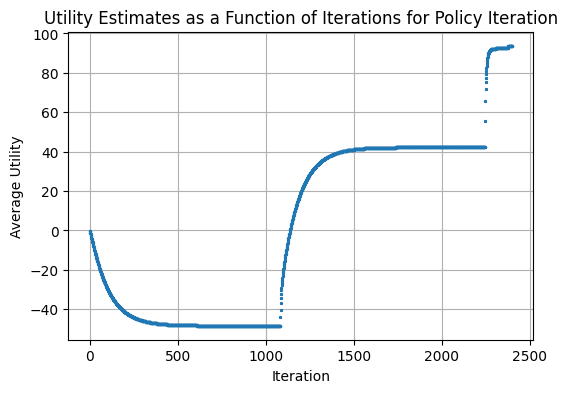 Utility Estimates as a Function of Iterations for Policy Iteration
100
80
60
40
20
0
−20
−40
Average Utility
0 500 1000 1500 2000 2500
Iteration